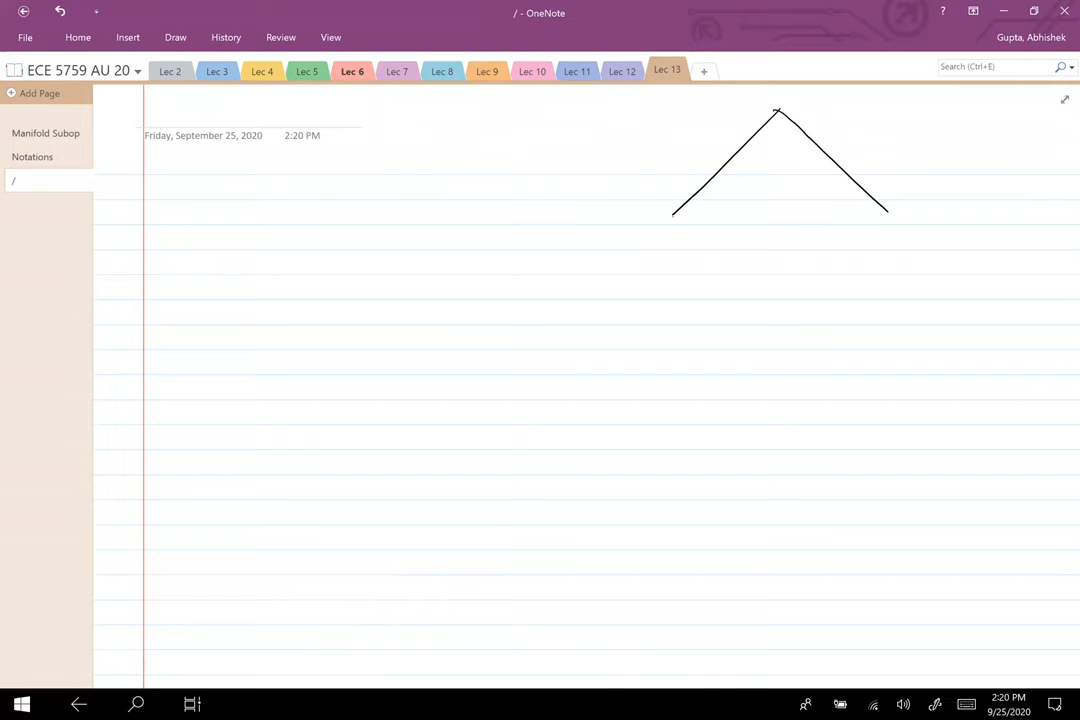 / - OneNote
File Home Insert Draw History Review View
Gupta, Abhishek
ECE 5759 AU 20
Lec 2 Lec 3 Lec 4 Lec 5 Lec 6 Lec 7 Lec 8 Lec 9 Lec 10 Lec 11 Lec 12 Lec 13
Search (Ctrl+E)
Add Page
Manifold Subop
Notations
/
Friday, September 25, 2020 2:20 PM
2:20 PM
9/25/2020